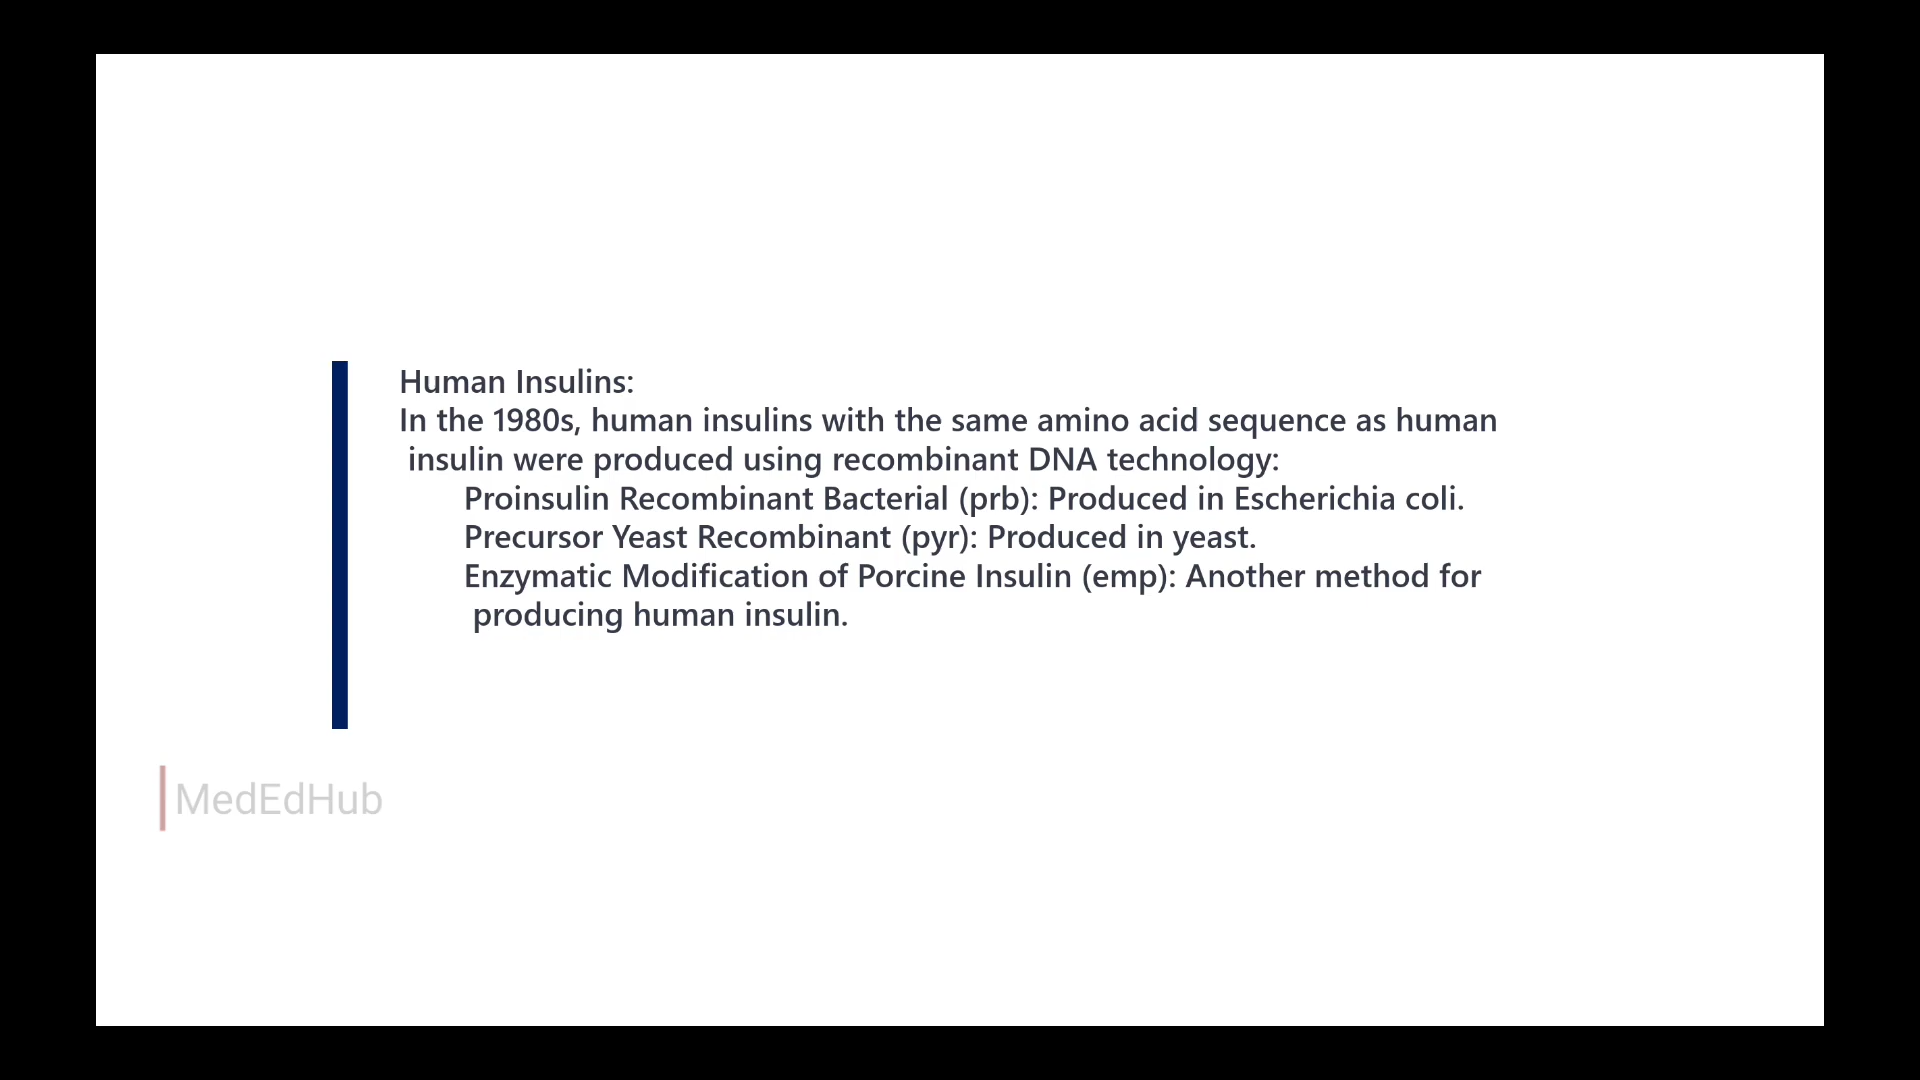 Human Insulins:
In the 1980s, human insulins with the same amino acid sequence as human
insulin were produced using recombinant DNA technology:
Proinsulin Recombinant Bacterial (prb): Produced in Escherichia coli.
Precursor Yeast Recombinant (pyr): Produced in yeast.
Enzymatic Modification of Porcine Insulin (emp): Another method for
producing human insulin.
MedEdHub